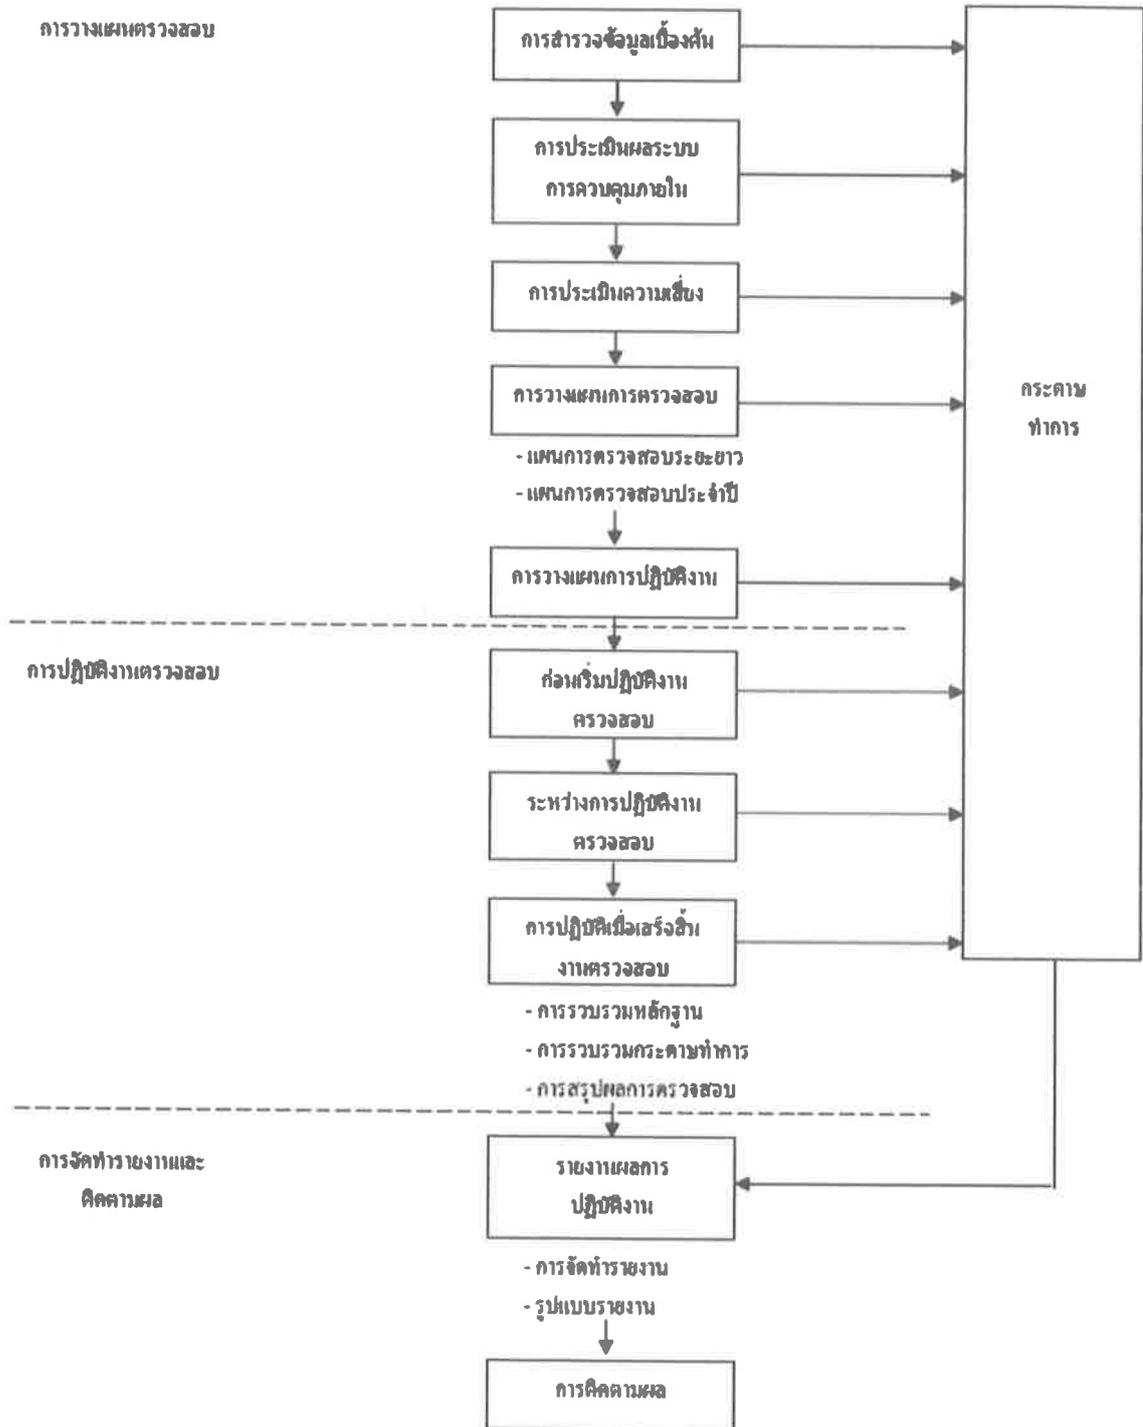 การวางแผนตรวจสอบ
การสำรวจข้อมูลเบื้องต้น
การประเมินผลระบบ
การควบคุมภายใน
การประเมินความเสี่ยง
การวางแผนการตรวจสอบ
- แผนการตรวจสอบระยะยาว
- แผนการตรวจสอบประจำปี
การวางแผนการปฏิบัติงาน
กระดาษ
ทำการ
การปฏิบัติงานตรวจสอบ
ก่อนเริ่มปฏิบัติงาน
ตรวจสอบ
ระหว่างการปฏิบัติงาน
ตรวจสอบ
การปฏิบัติเมื่อเสร็จสิ้น
งานตรวจสอบ
- การรวบรวมหลักฐาน
- การรวบรวมกระดาษทำการ
- การสรุปผลการตรวจสอบ
การจัดทำรายงานและ
ติดตามผล
รายงานผลการ
ปฏิบัติงาน
- การจัดทำรายงาน
- รูปแบบรายงาน
การติดตามผล